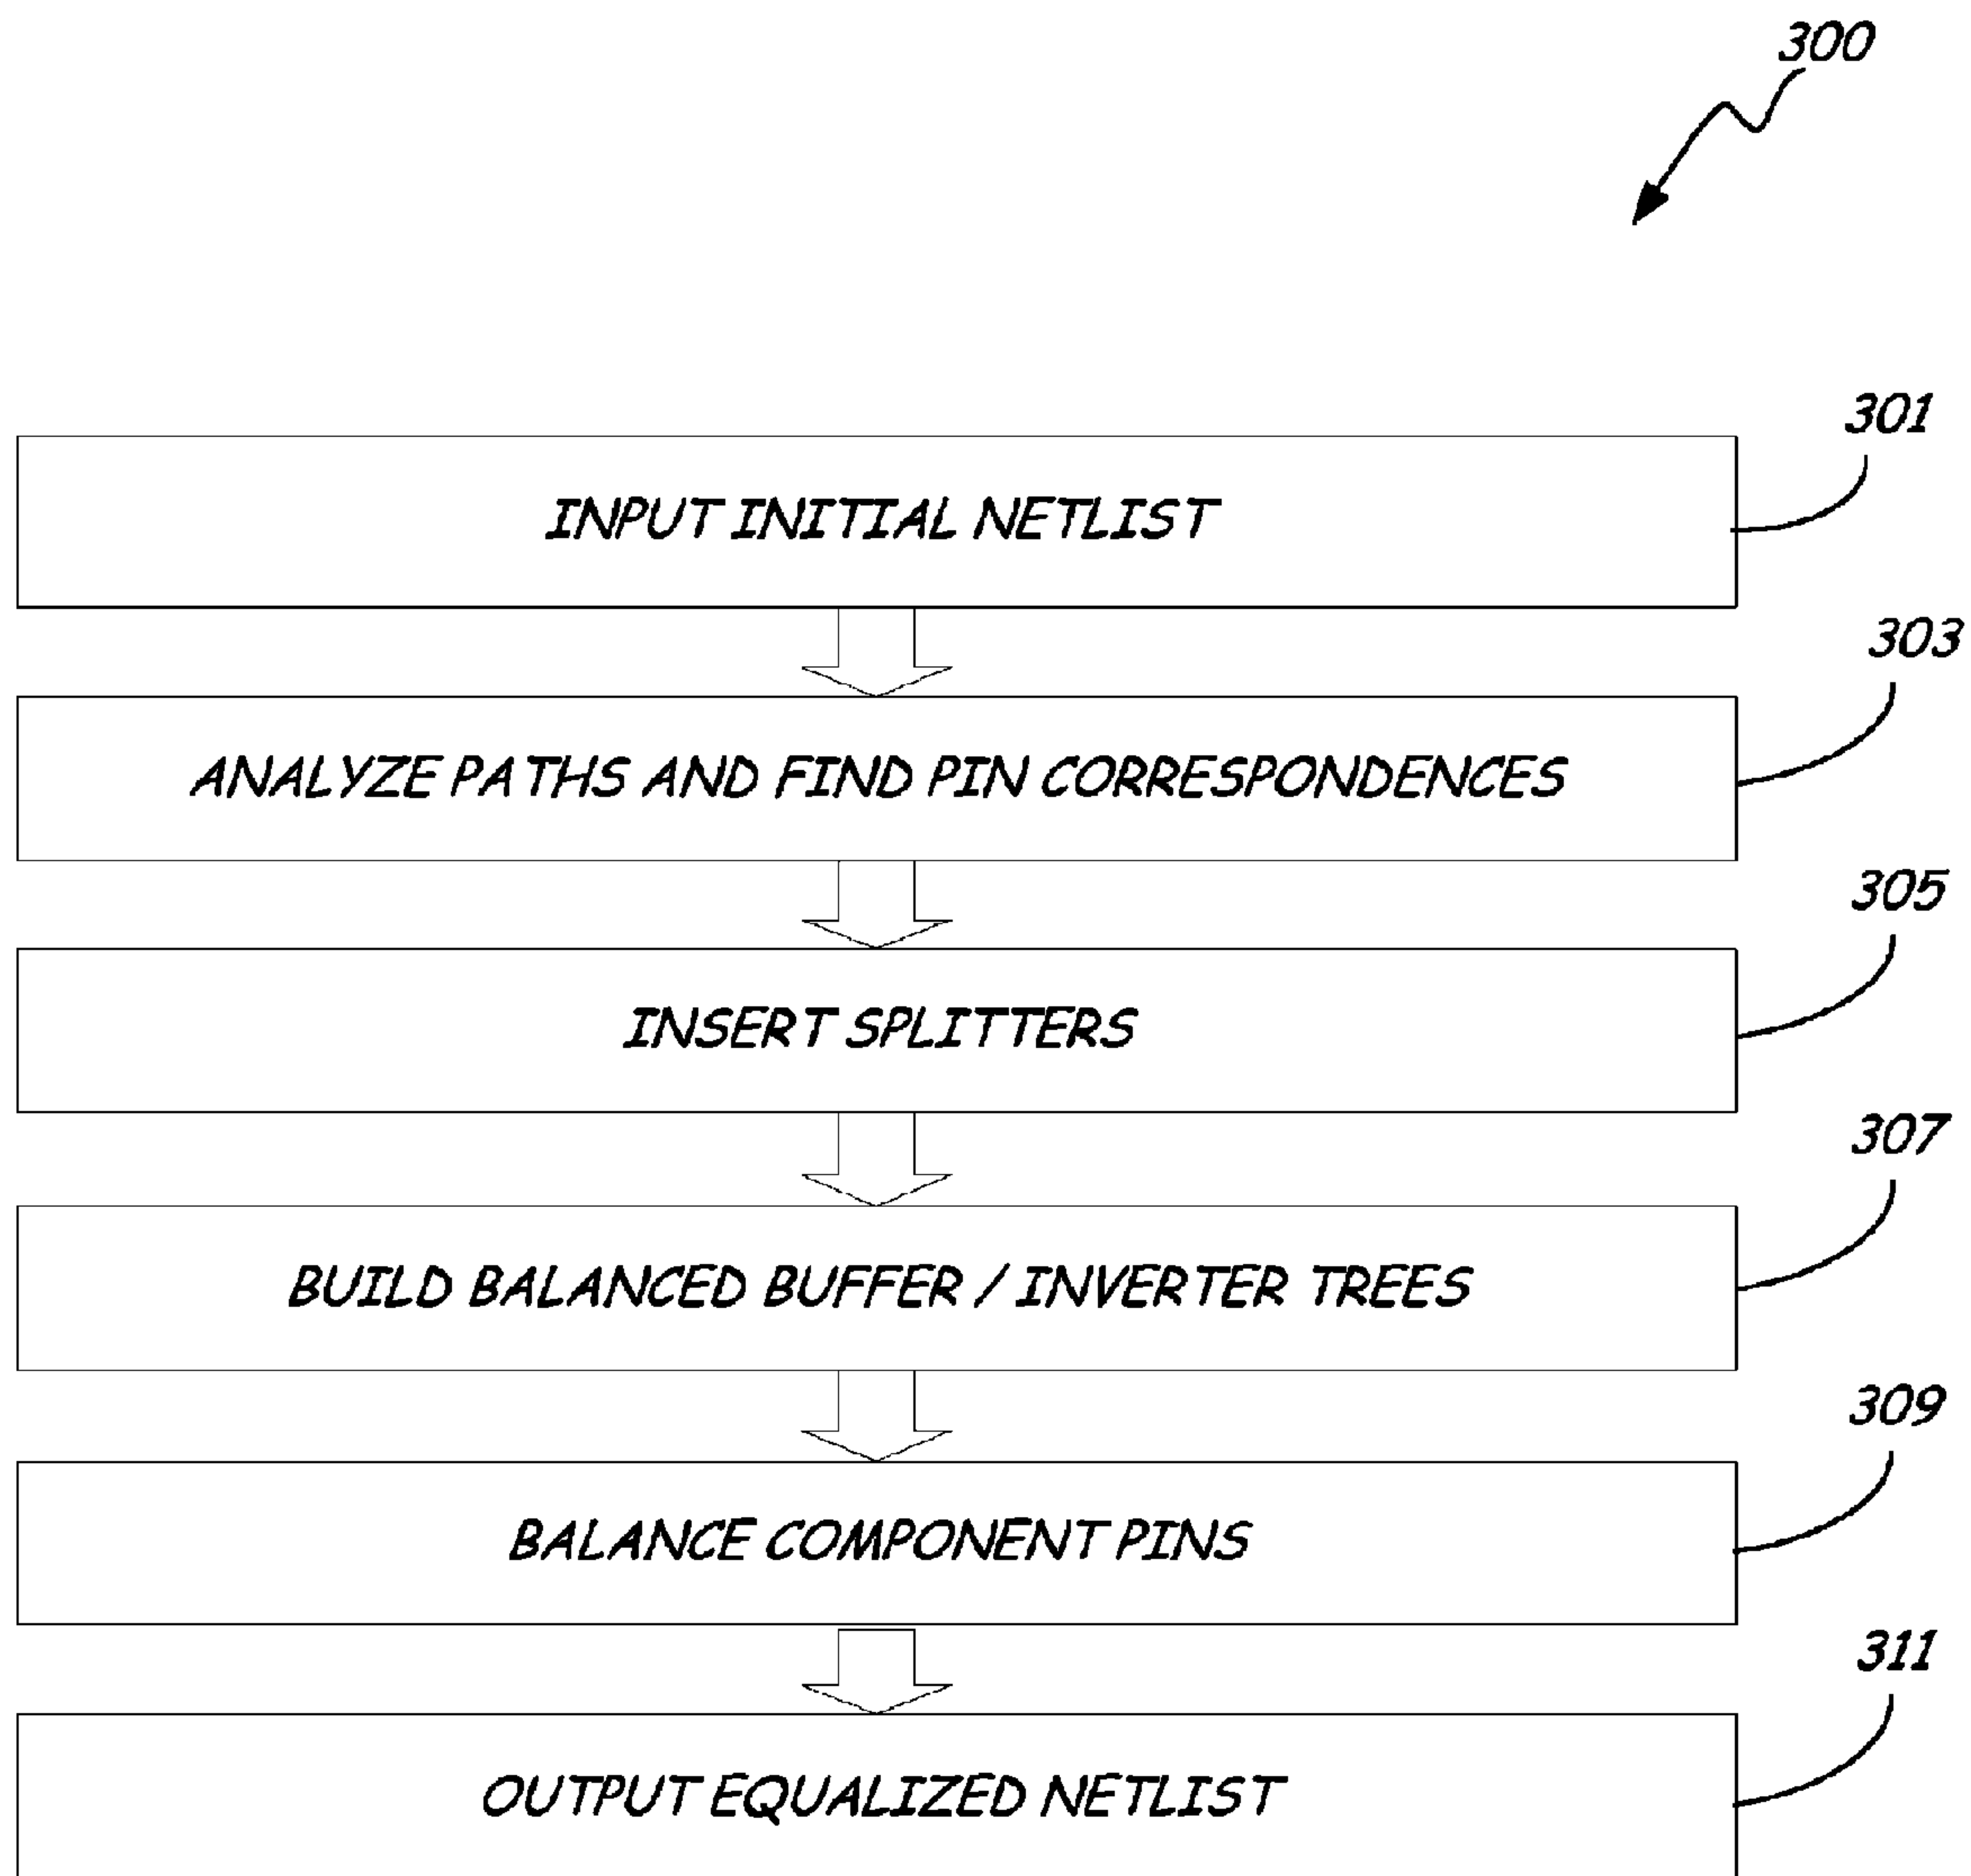 300
301
INPUT INITIAL NETLIST
303
ANALYZE PATHS AND FIND PIN CORRESPONDENCES
305
INSERT SPLITTERS
307
BUILD BALANCED BUFFER / INVERTER TREES
309
BALANCE COMPONENT PINS
311
OUTPUT EQUALIZED NETLIST